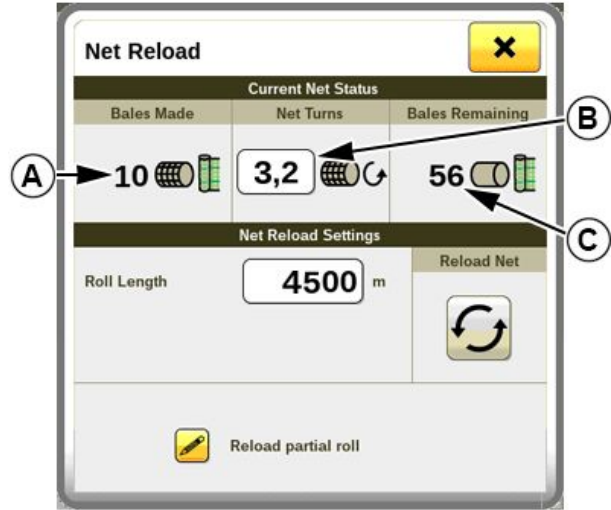 Net Reload
Current Net Status
Bales Made Net Turns Bales Remaining
A 10 3,2 B 56 C
Net Reload Settings
Roll Length 4500 m Reload Net
Reload partial roll